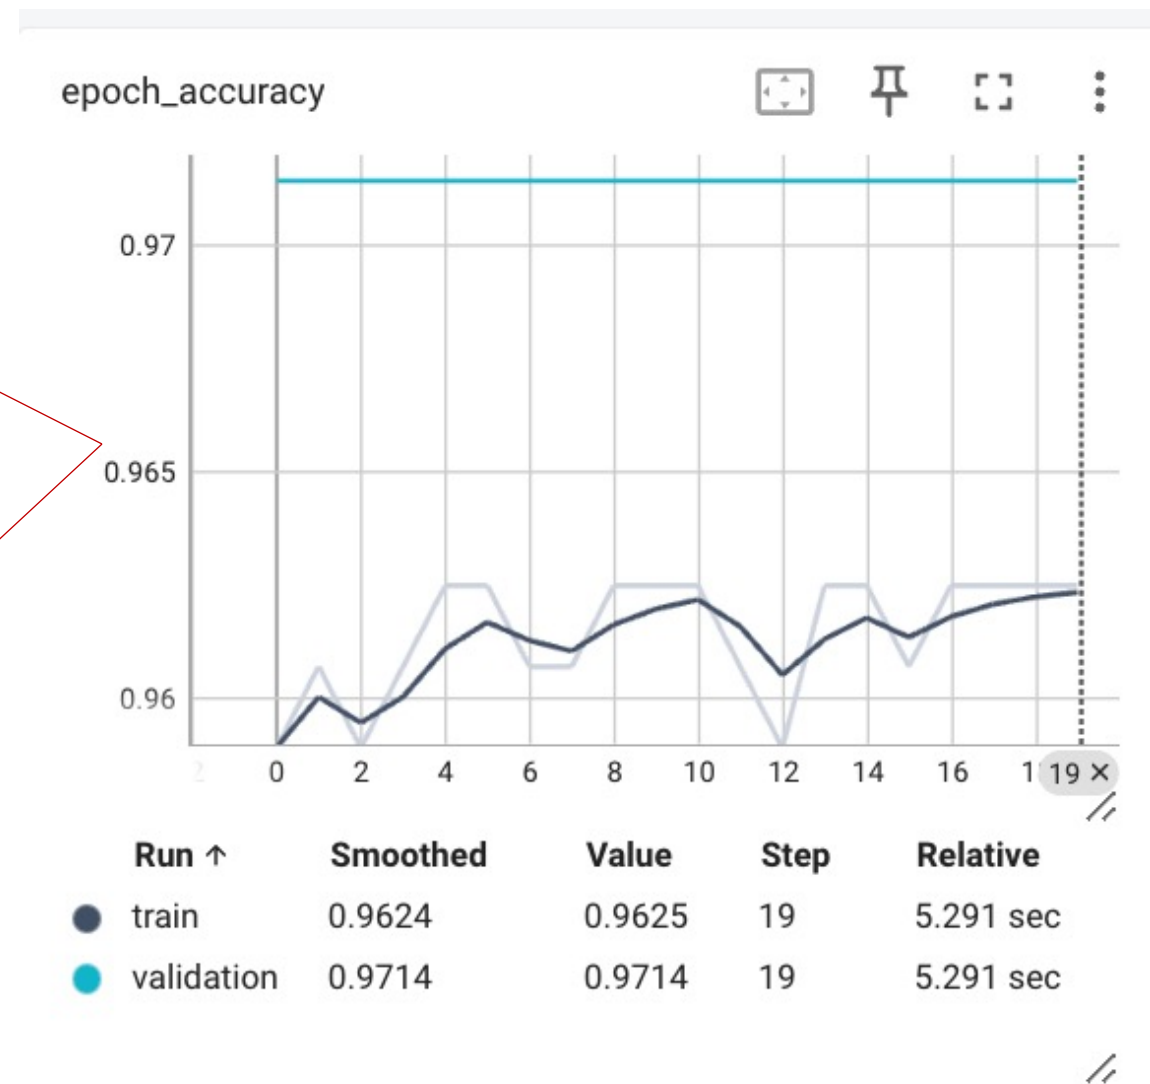 epoch_accuracy
0.97
0.965
0.96
2 0 2 4 6 8 10 12 14 16 1 19 ×
Run ↑ Smoothed Value Step Relative
train 0.9624 0.9625 19 5.291 sec
validation 0.9714 0.9714 19 5.291 sec